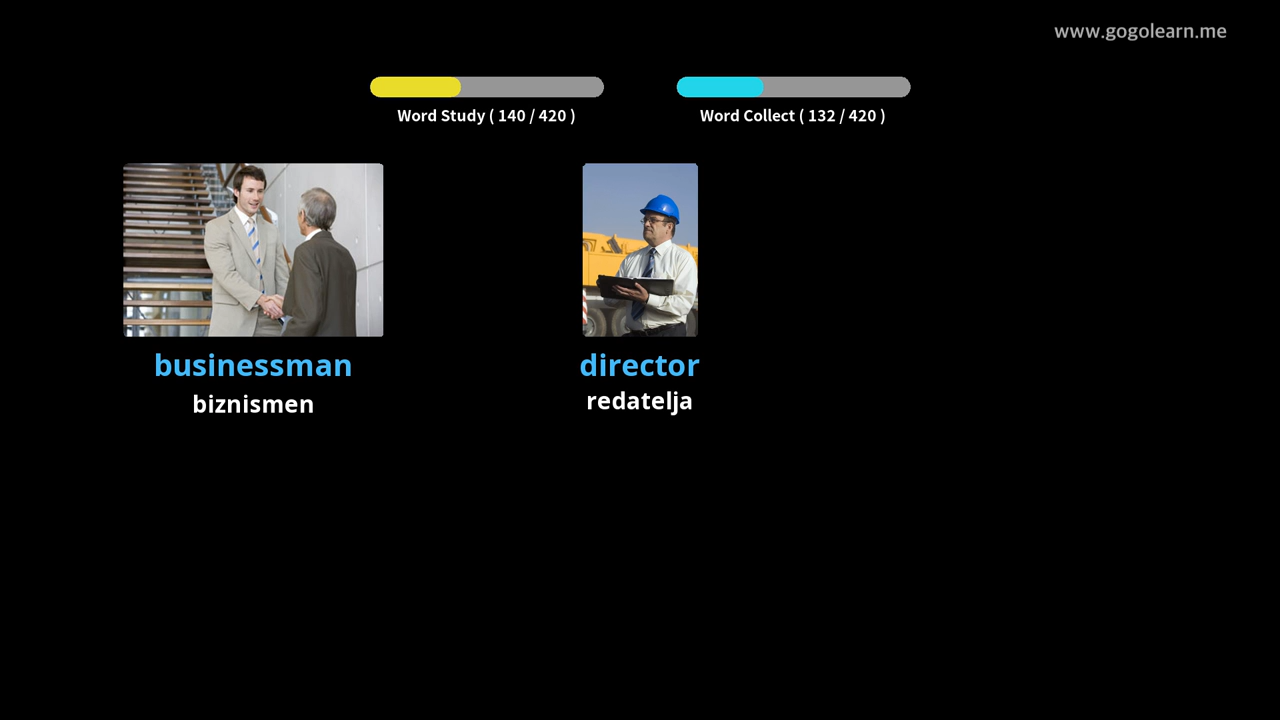 www.gogolearn.me
Word Study ( 140 / 420 )
Word Collect ( 132 / 420 )
businessman
biznismen
director
redatelja